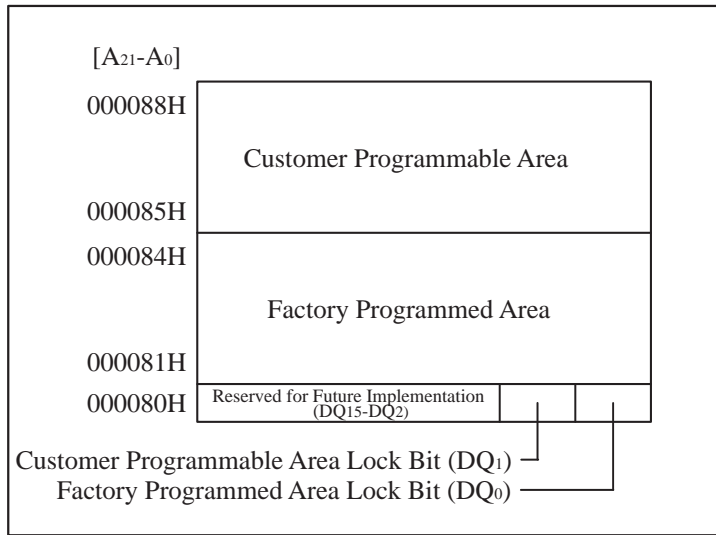 [A21-A0]
000088H
Customer Programmable Area
000085H
000084H
Factory Programmed Area
000081H
000080H
Reserved for Future Implementation
(DQ15-DQ2)
Customer Programmable Area Lock Bit (DQ1)
Factory Programmed Area Lock Bit (DQ0)